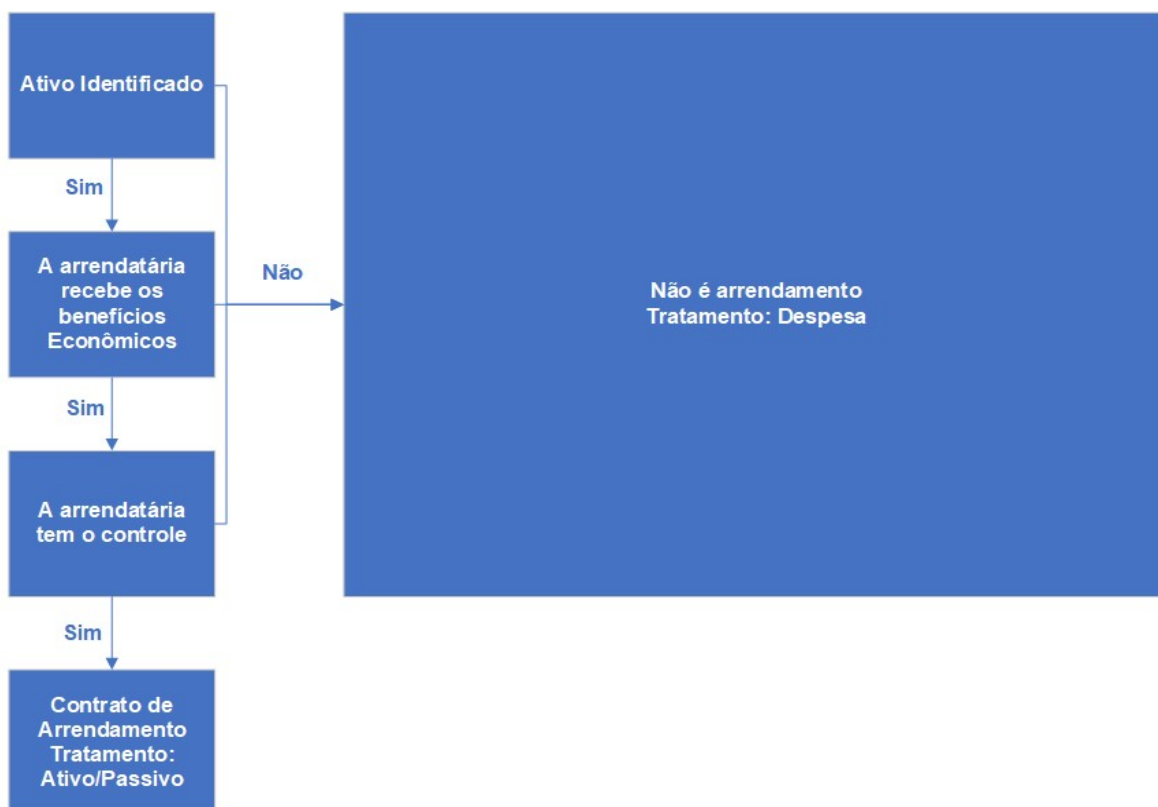 Ativo Identificado
Sim
A arrendatária
recebe os
benefícios
Econômicos
Não
Não é arrendamento
Tratamento: Despesa
Sim
A arrendatária
tem o controle
Sim
Contrato de
Arrendamento
Tratamento:
Ativo/Passivo